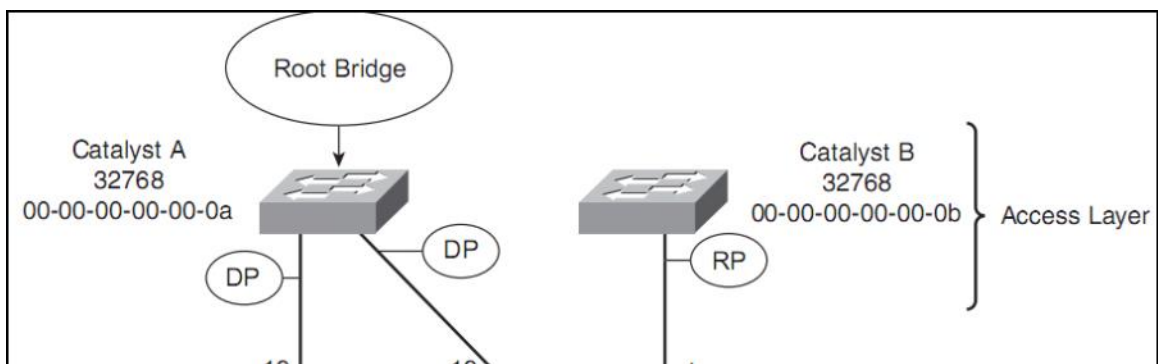 Root Bridge
Catalyst A
32768
00-00-00-00-00-0a
Catalyst B
32768
00-00-00-00-00-0b
Access Layer
DP
DP
RP